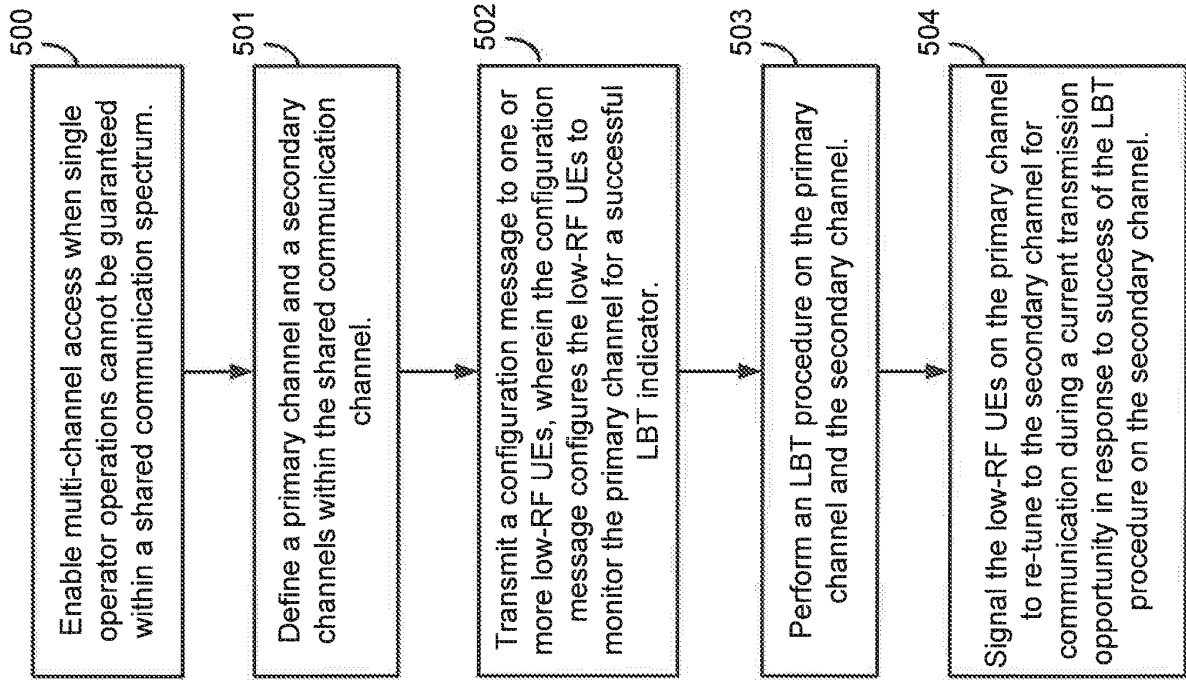 500
Enable multi-channel access when single
operator operations cannot be guaranteed
within a shared communication spectrum.
501
Define a primary channel and a secondary
channels within the shared communication
channel.
502
Transmit a configuration message to one or
more low-RF UEs, wherein the configuration
message configures the low-RF UEs to
monitor the primary channel for a successful
LBT indicator.
503
Perform an LBT procedure on the primary
channel and the secondary channel.
504
Signal the low-RF UEs on the primary channel
to re-tune to the secondary channel for
communication during a current transmission
opportunity in response to success of the LBT
procedure on the secondary channel.